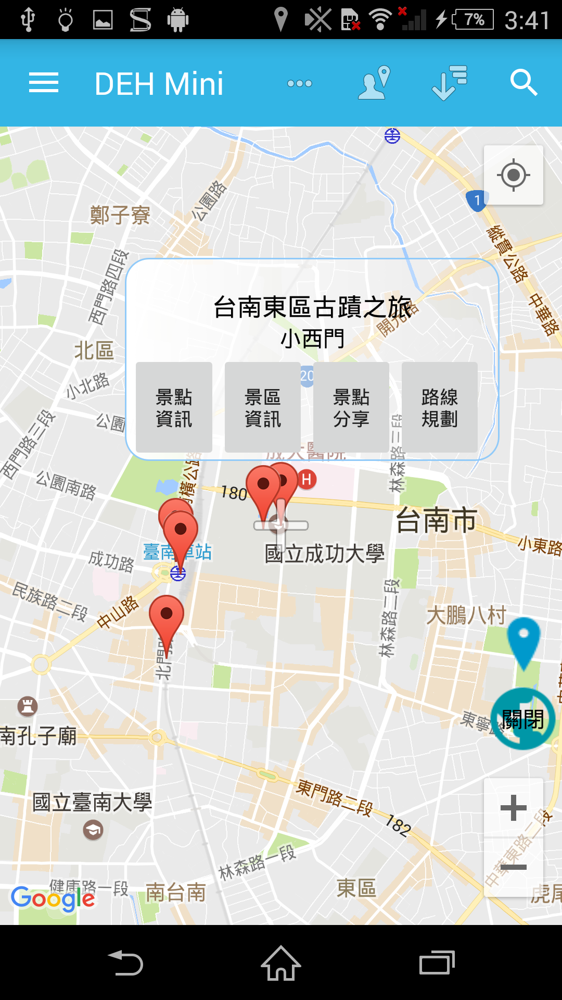 7%
3:41
DEH Mini
1
公園路
鄭子寮
縱貫公路
西門路四段
中華路
台南東區古蹟之旅
開元路
小西門
北區
小北路
20
景點
資訊
景區
資訊
景點
分享
路線
規劃
公園
西門路三段
林森路二段
成大醫院
公園南路
180
H
台南市
小東路
臺南車站
國立成功大學
成功路
民族路二段
中山路
林森路二段
大鵬八村
北門路
關閉
東寧路
南孔子廟
東門路二段
國立臺南大學
182
中華東路二段
林森路一段
健康路一段
南台南
東區
虎尾
Google